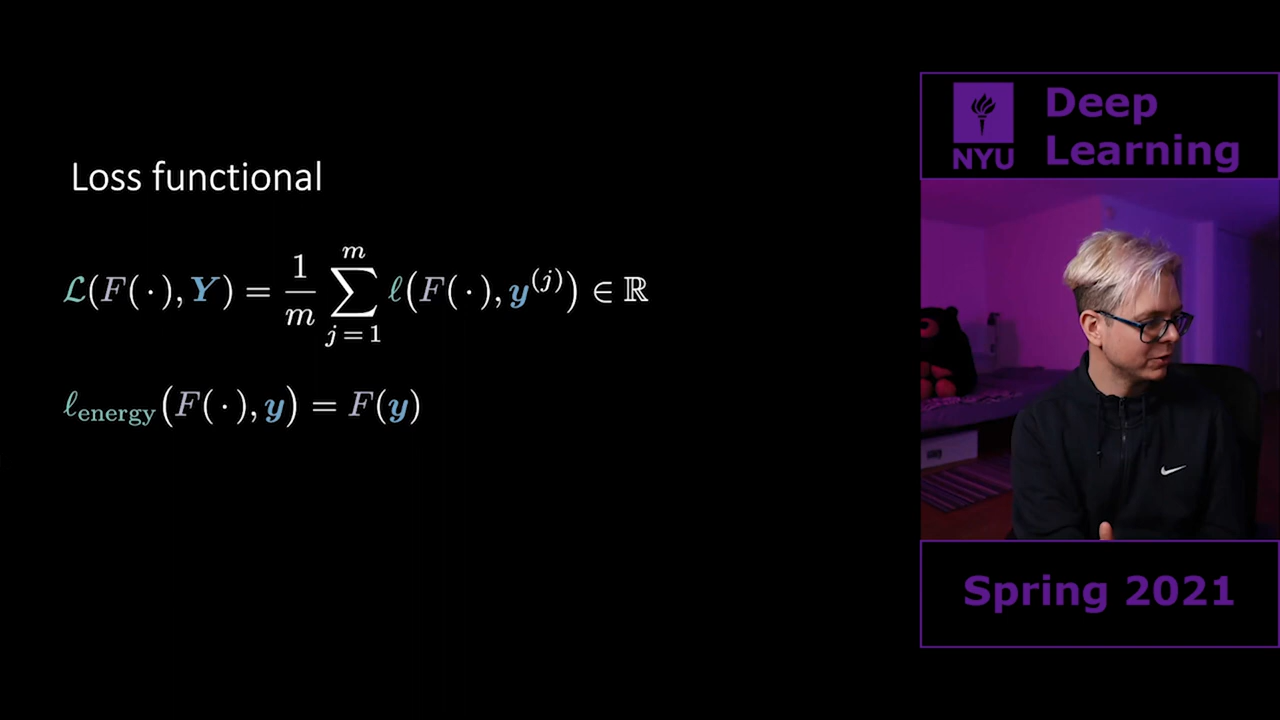 Loss functional
ℒ(F(·), Y) = 1/m ∑_{j=1}^{m} ℓ(F(·), y^{(j)}) ∈ ℝ
ℓ_energy(F(·), y) = F(y)
NYU
Deep
Learning
Spring 2021